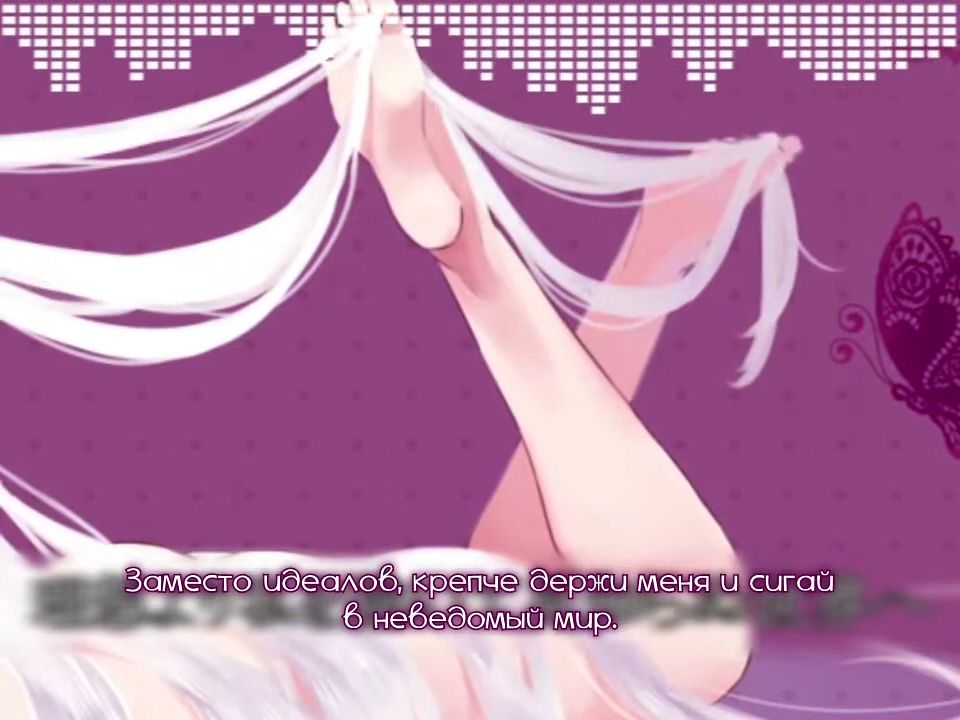 Заместо идеалов, крепче держи меня и сигай
в неведомый мир.